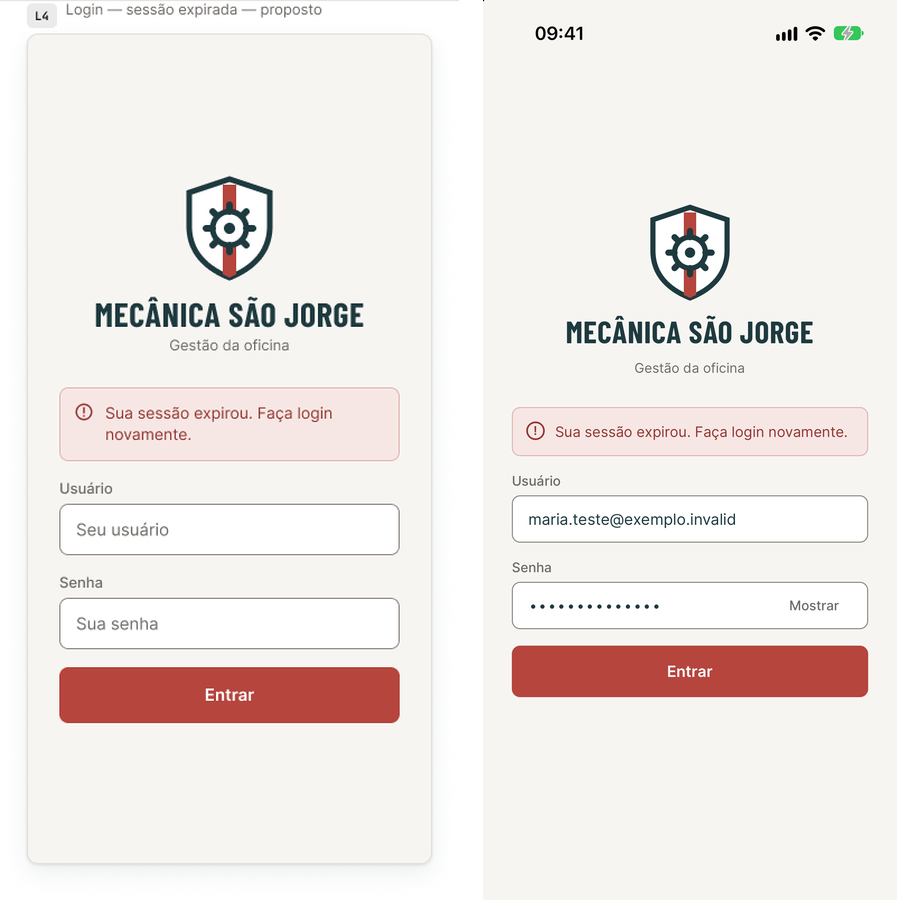 L4 Login — sessão expirada — proposto
MECÂNICA SÃO JORGE
Gestão da oficina
Sua sessão expirou. Faça login
novamente.
Usuário
Seu usuário
Senha
Sua senha
Entrar
09:41
MECÂNICA SÃO JORGE
Gestão da oficina
Sua sessão expirou. Faça login novamente.
Usuário
maria.teste@exemplo.invalid
Senha
•••••••••••••• Mostrar
Entrar